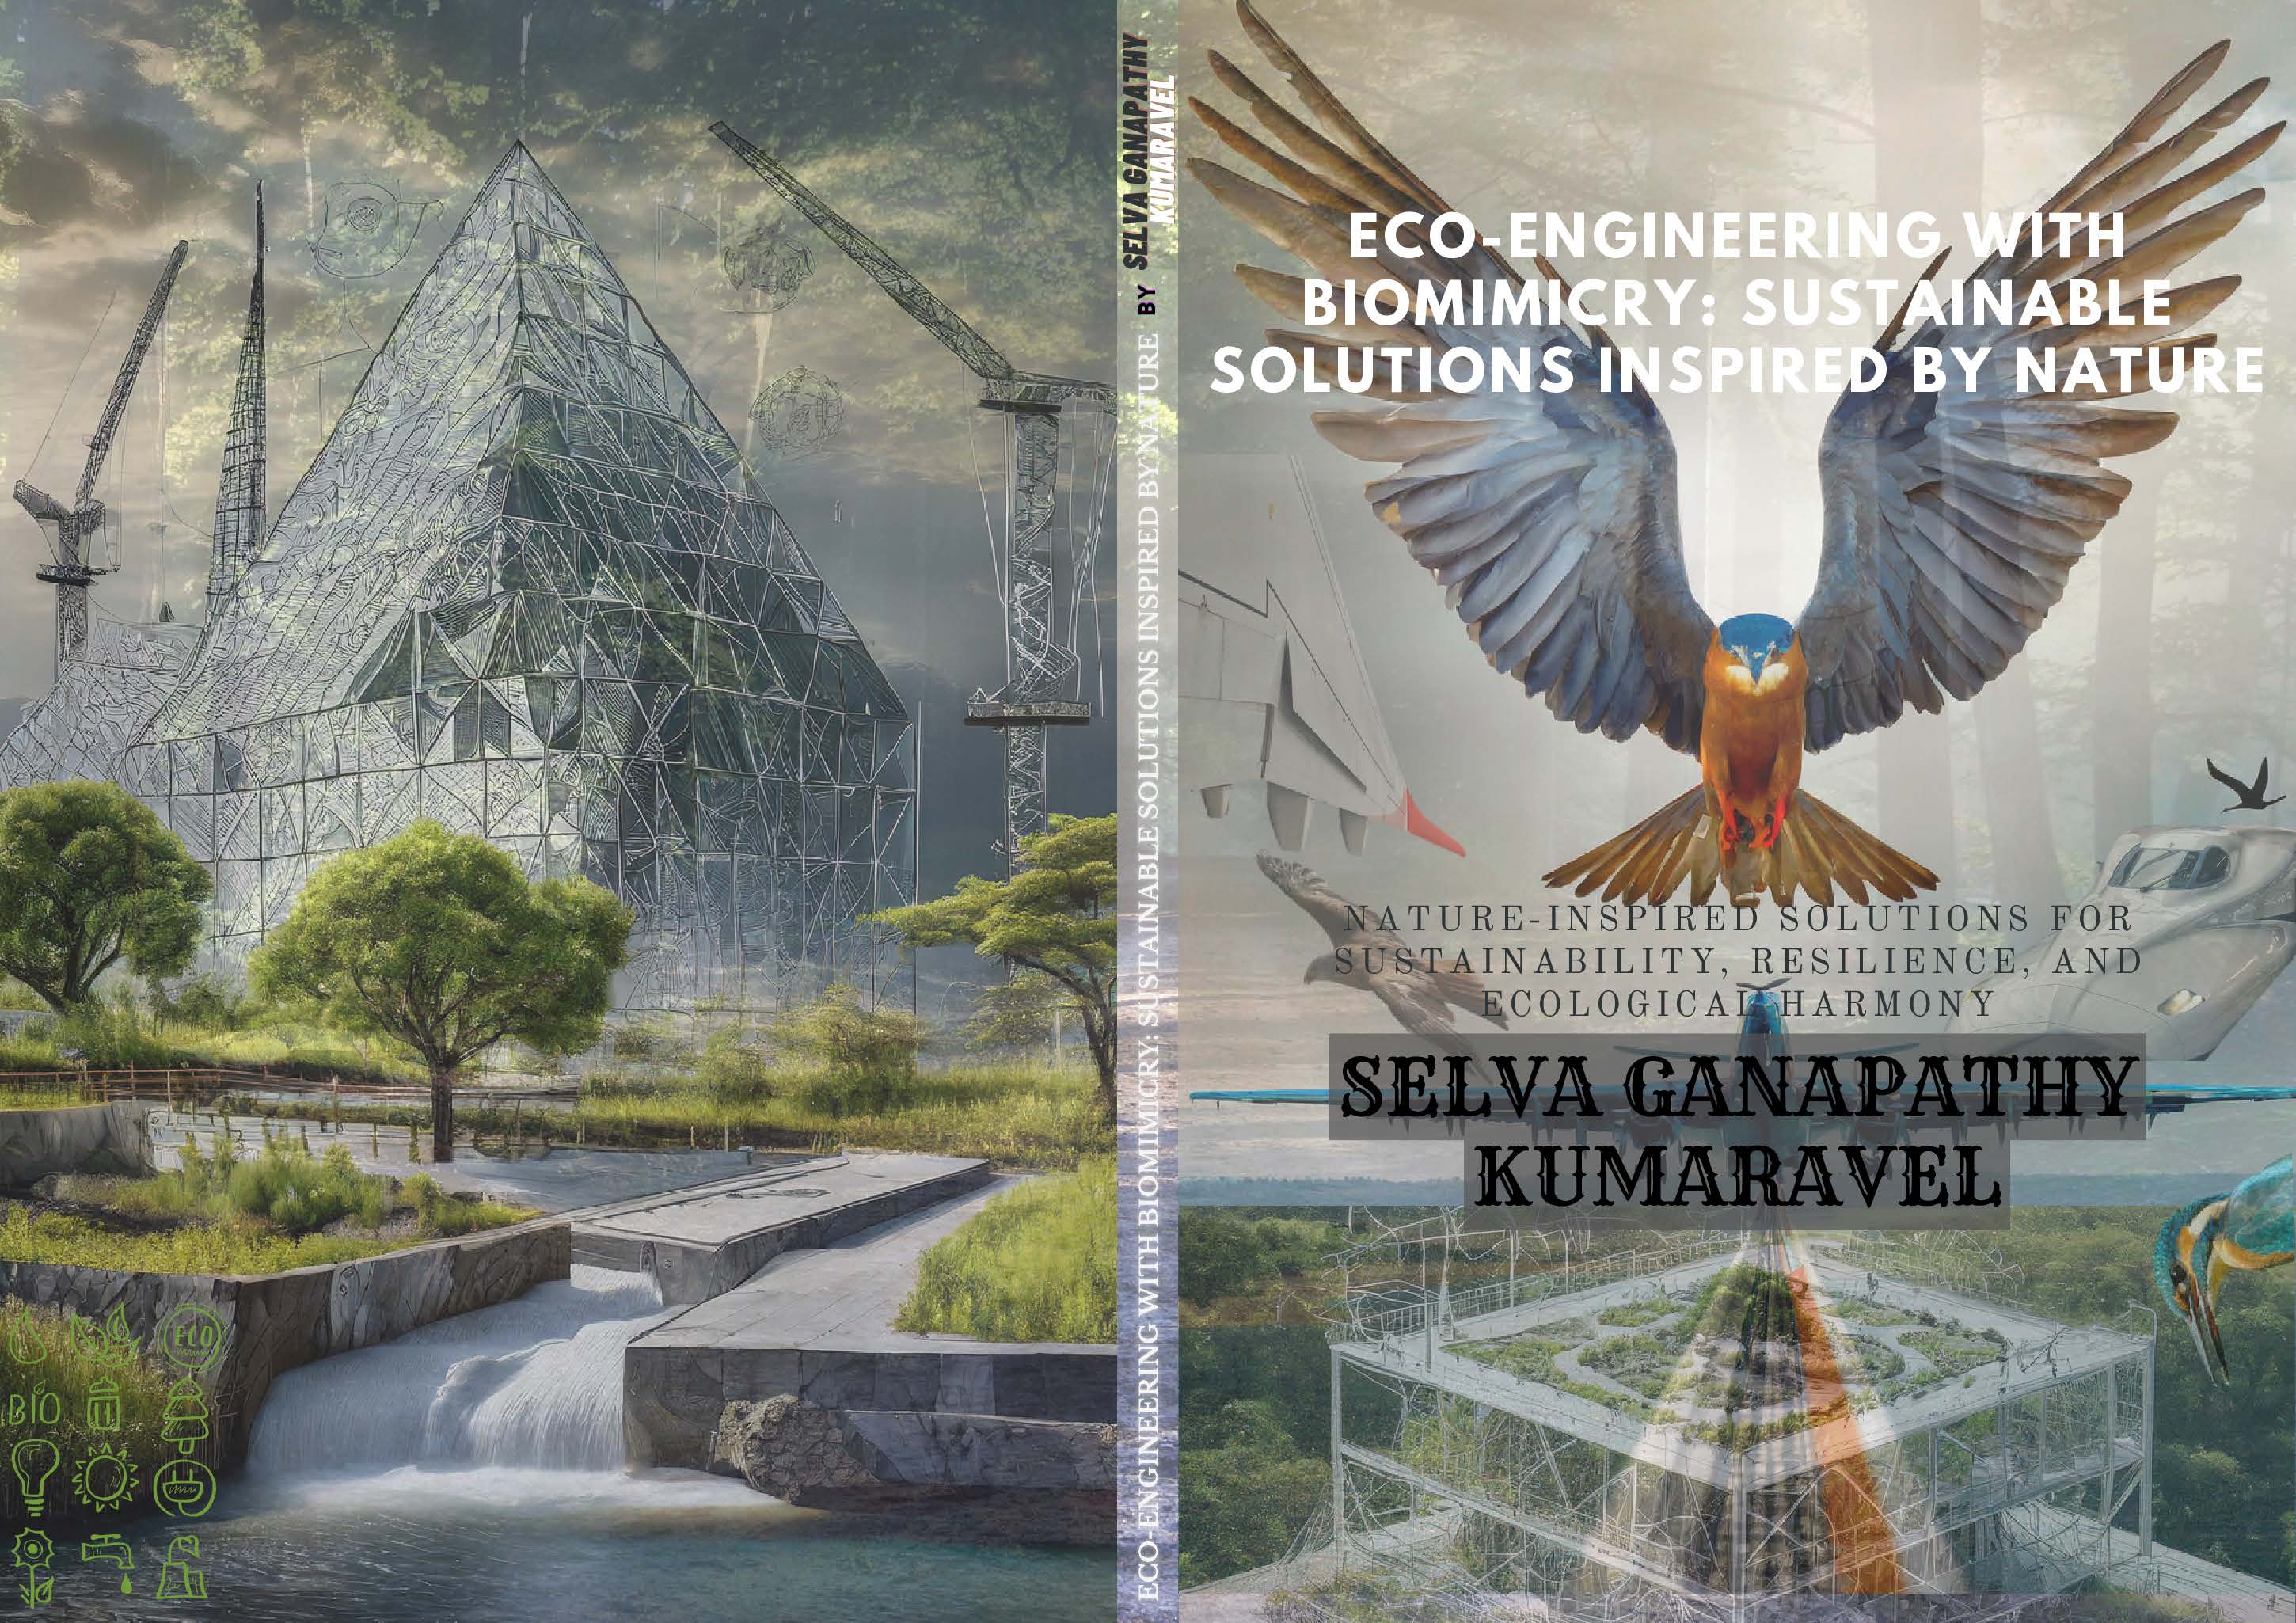 ECO
BIO
ECO-ENGINEERING WITH BIOMIMICRY: SUSTAINABLE SOLUTIONS INSPIRED BY NATURE BY SELVA GANAPATHY
KUMARAVEL
ECO-ENGINEERING WITH
BIOMIMICRY: SUSTAINABLE
SOLUTIONS INSPIRED BY NATURE
NATURE-INSPIRED SOLUTIONS FOR
SUSTAINABILITY, RESILIENCE, AND
ECOLOGICAL HARMONY
SELVA GANAPATHY
KUMARAVEL